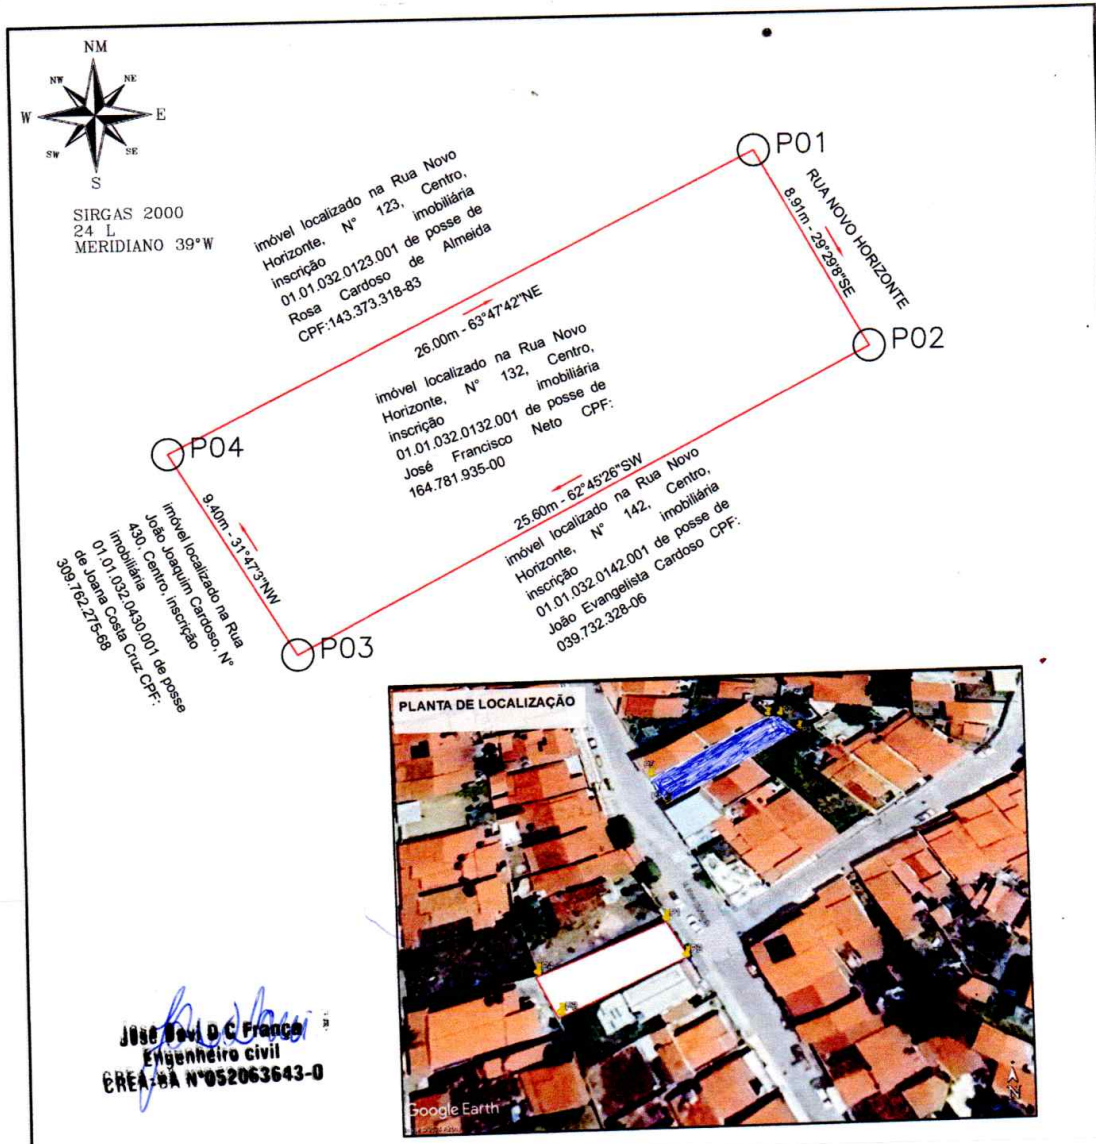 NM
NW NE
W E
SW SE
S
SIRGAS 2000
24 L
MERIDIANO 39°W
imóvel localizado na Rua Novo
Horizonte, N° 123, Centro,
inscrição imobiliária
01.01.032.0123.001 de posse de
Rosa Cardoso de Almeida
CPF:143.373.318-83
P01
RUA NOVO HORIZONTE
8.91m - 29°29'8"SE
26.00m - 63°47'42"NE
P02
imóvel localizado na Rua Novo
Horizonte, N° 132, Centro,
inscrição imobiliária
01.01.032.0132.001 de posse de
José Francisco Neto CPF:
164.781.935-00
P04
25.60m - 62°45'26"SW
9.40m - 31°47'3"NW
imóvel localizado na Rua
João Joaquim Cardoso, N°
430, Centro, inscrição
imobiliária
01.01.032.0430.001 de posse
de Joana Costa Cruz CPF:
309.762.275-68
imóvel localizado na Rua Novo
Horizonte, N° 142, Centro,
inscrição imobiliária
01.01.032.0142.001 de posse de
João Evangelista Cardoso CPF:
039.732.328-06
P03
PLANTA DE LOCALIZAÇÃO
José Davi D C França
Engenheiro civil
CREA-BA N°052063643-0
Google Earth
N